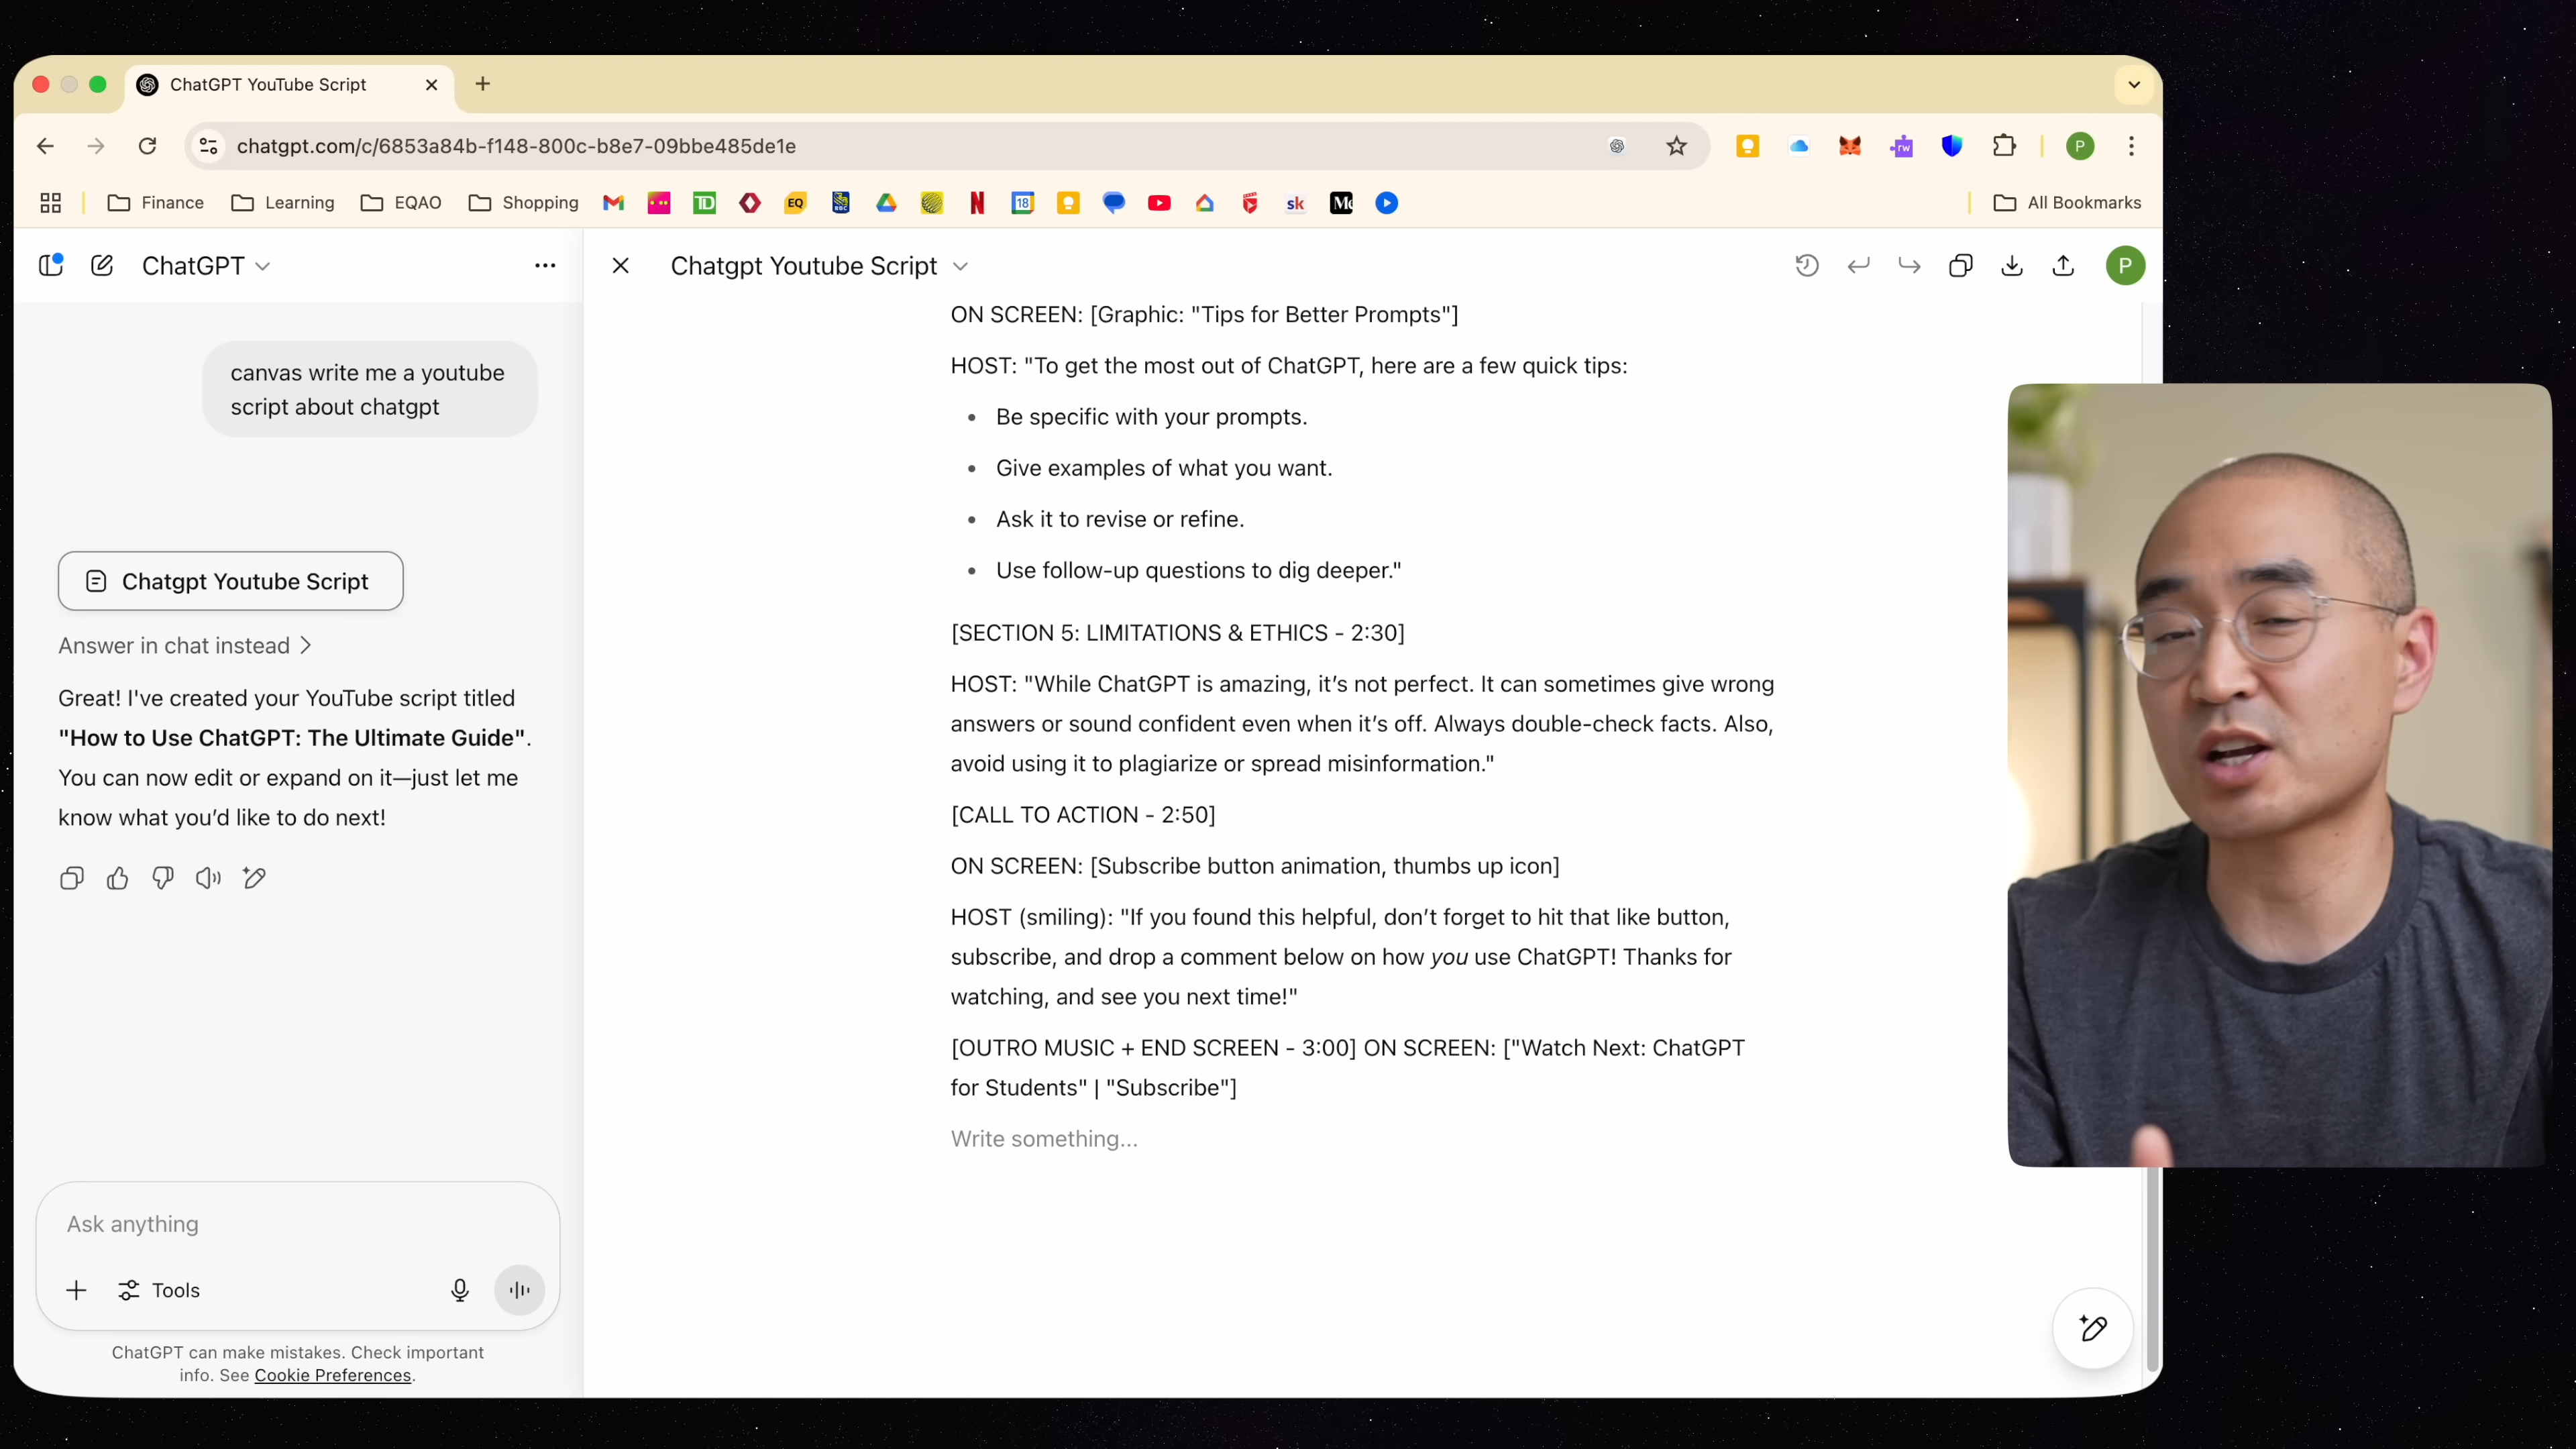 ChatGPT YouTube Script
chatgpt.com/c/6853a84b-f148-800c-b8e7-09bbe485de1e
rw
P
Finance
Learning
EQAO
Shopping
TD
EQ
RBC
N
18
sk
All Bookmarks
ChatGPT
canvas write me a youtube
script about chatgpt
Chatgpt Youtube Script
Answer in chat instead
Great! I've created your YouTube script titled
"How to Use ChatGPT: The Ultimate Guide".
You can now edit or expand on it—just let me
know what you’d like to do next!
Ask anything
Tools
ChatGPT can make mistakes. Check important
info. See Cookie Preferences.
Chatgpt Youtube Script
P
ON SCREEN: [Graphic: "Tips for Better Prompts"]
HOST: "To get the most out of ChatGPT, here are a few quick tips:
• Be specific with your prompts.
• Give examples of what you want.
• Ask it to revise or refine.
• Use follow-up questions to dig deeper."
[SECTION 5: LIMITATIONS & ETHICS - 2:30]
HOST: "While ChatGPT is amazing, it’s not perfect. It can sometimes give wrong
answers or sound confident even when it’s off. Always double-check facts. Also,
avoid using it to plagiarize or spread misinformation."
[CALL TO ACTION - 2:50]
ON SCREEN: [Subscribe button animation, thumbs up icon]
HOST (smiling): "If you found this helpful, don’t forget to hit that like button,
subscribe, and drop a comment below on how you use ChatGPT! Thanks for
watching, and see you next time!"
[OUTRO MUSIC + END SCREEN - 3:00] ON SCREEN: ["Watch Next: ChatGPT
for Students" | "Subscribe"]
Write something...